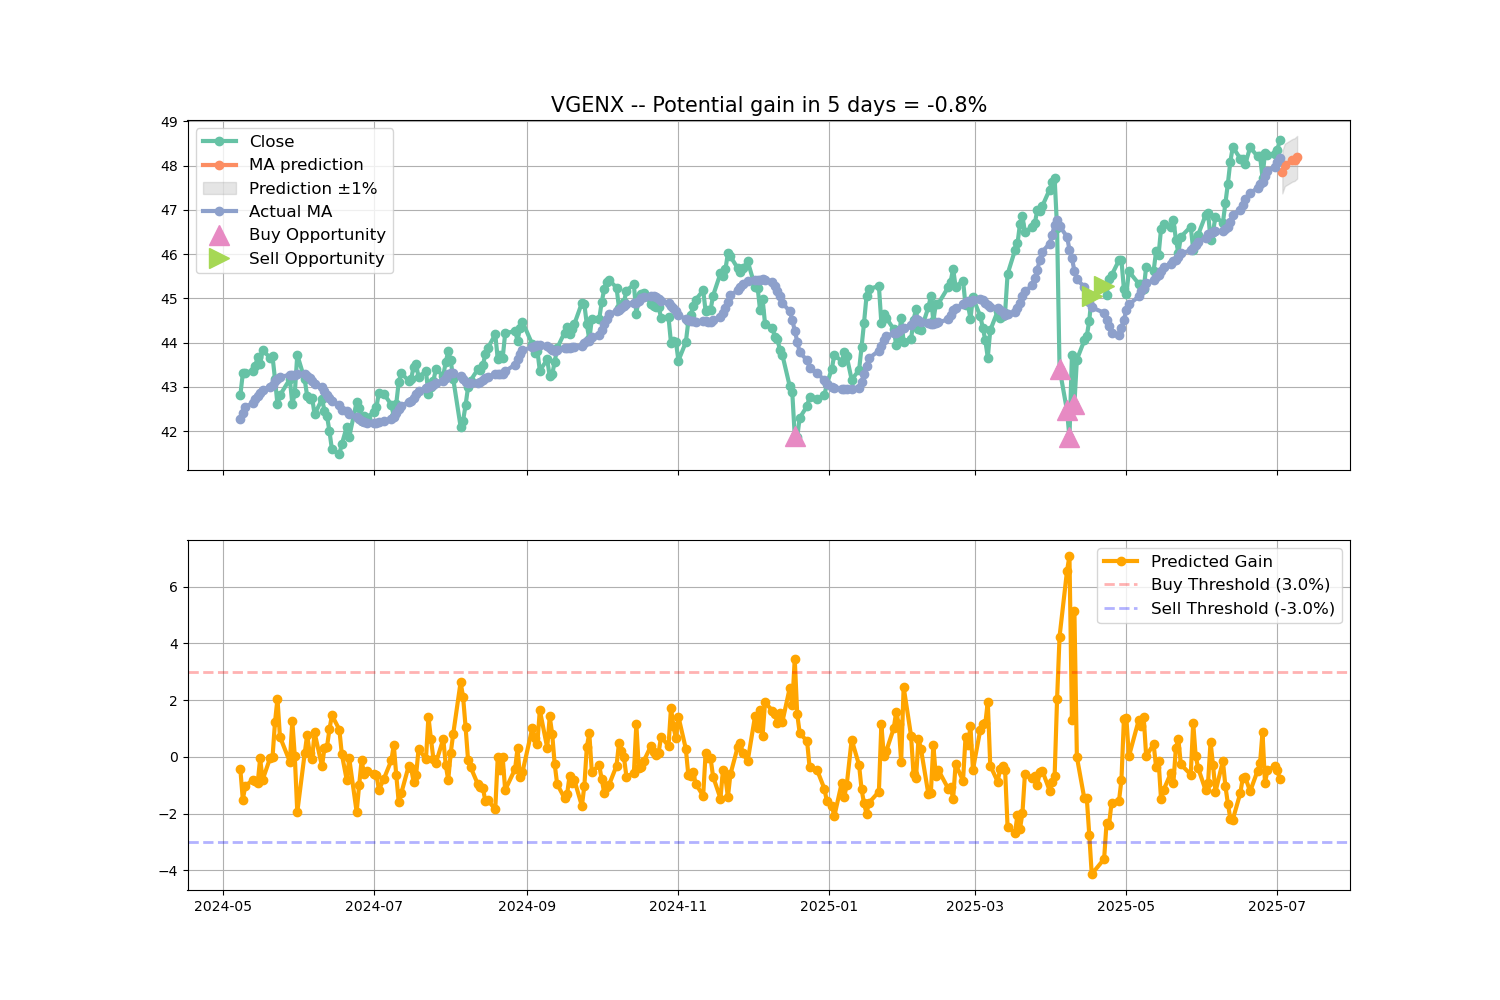 VGENX -- Potential gain in 5 days = -0.8%
49
48
47
46
45
44
43
42
Close
MA prediction
Prediction ±1%
Actual MA
Buy Opportunity
Sell Opportunity
6
4
2
0
−2
−4
Predicted Gain
Buy Threshold (3.0%)
Sell Threshold (-3.0%)
2024-05
2024-07
2024-09
2024-11
2025-01
2025-03
2025-05
2025-07